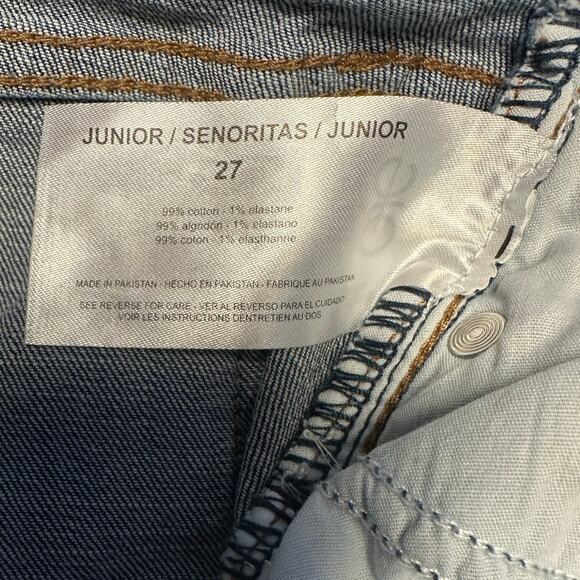 JUNIOR / SENORITAS / JUNIOR
27
99% cotton - 1% elastane
99% algodón - 1% elastano
99% coton - 1% elasthanne
MADE IN PAKISTAN - HECHO EN PAKISTAN - FABRIQUE AU PAKISTAN
SEE REVERSE FOR CARE - VER AL REVERSO PARA EL CUIDADO
VOIR LES INSTRUCTIONS DENTRETIEN AU DOS